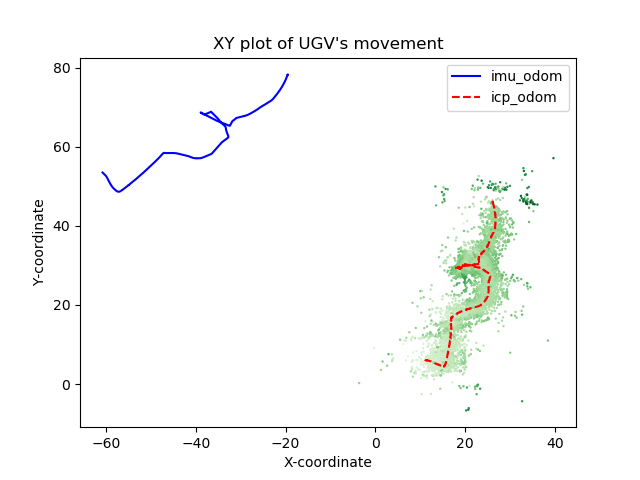 XY plot of UGV's movement
imu_odom
icp_odom
Y-coordinate
80
60
40
20
0
−60
−40
−20
0
20
40
X-coordinate